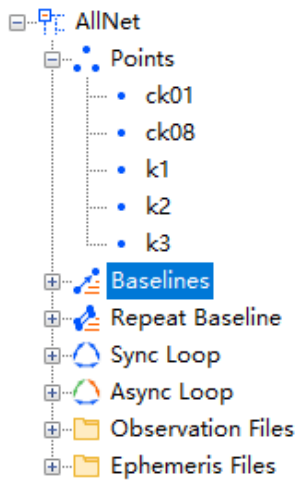 AllNet
Points
ck01
ck08
k1
k2
k3
Baselines
Repeat Baseline
Sync Loop
Async Loop
Observation Files
Ephemeris Files